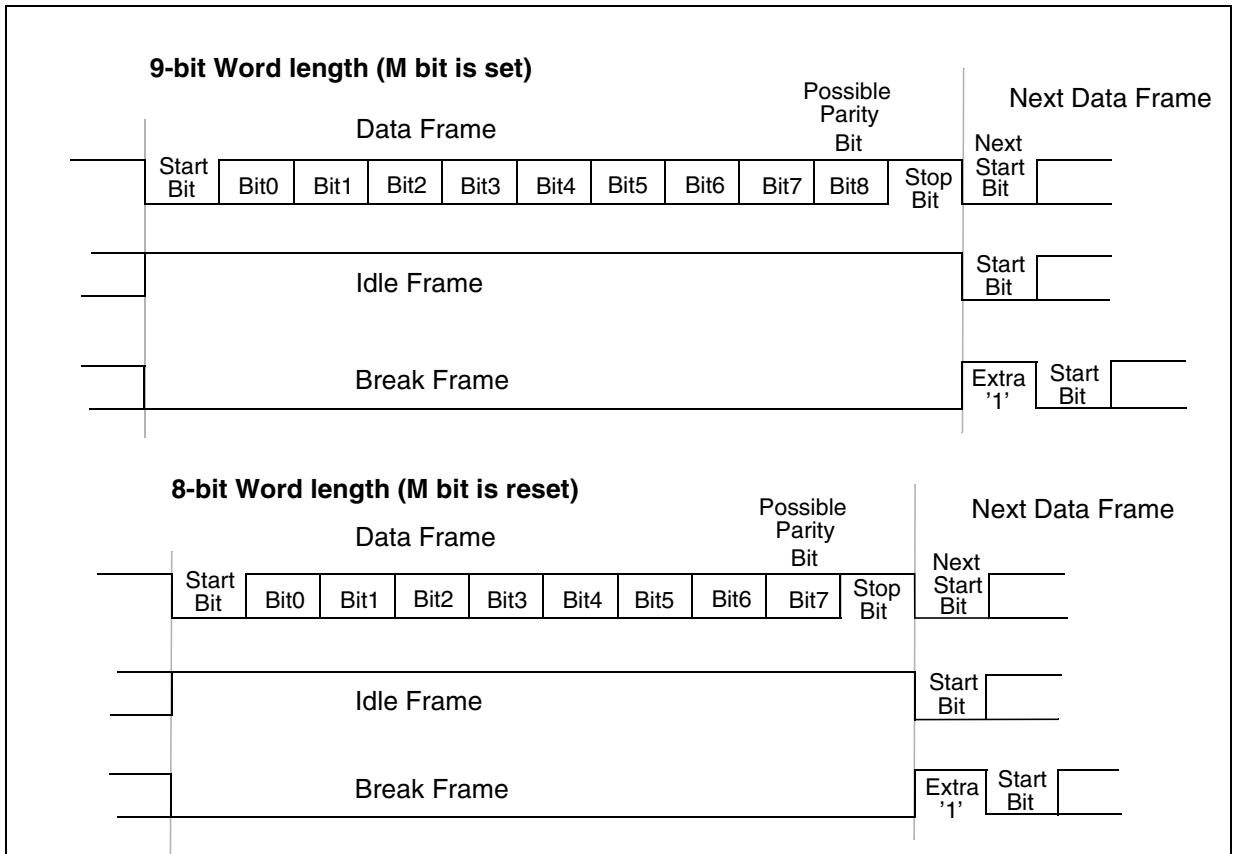 9-bit Word length (M bit is set)
Possible
Parity
Bit
Next Data Frame
Data Frame
Next
Start
Bit
Start
Bit
Bit0
Bit1
Bit2
Bit3
Bit4
Bit5
Bit6
Bit7
Bit8
Stop
Bit
Idle Frame
Start
Bit
Break Frame
Extra
'1'
Start
Bit
8-bit Word length (M bit is reset)
Possible
Parity
Bit
Next Data Frame
Data Frame
Next
Start
Bit
Start
Bit
Bit0
Bit1
Bit2
Bit3
Bit4
Bit5
Bit6
Bit7
Stop
Bit
Idle Frame
Start
Bit
Break Frame
Extra
'1'
Start
Bit